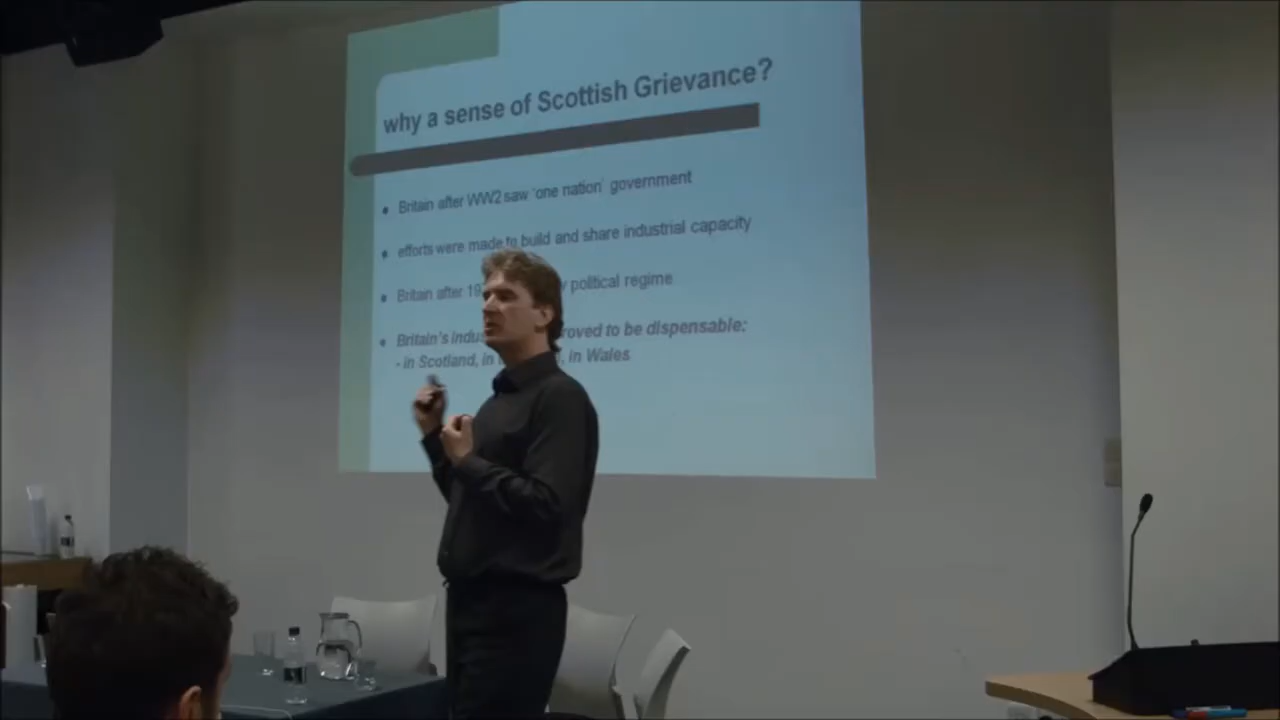 why a sense of Scottish Grievance?
Britain after WW2 saw 'one nation' government
efforts were made to build and share industrial capacity
Britain after 19 political regime
Britain's indus roved to be dispensable:
- in Scotland, in , in Wales